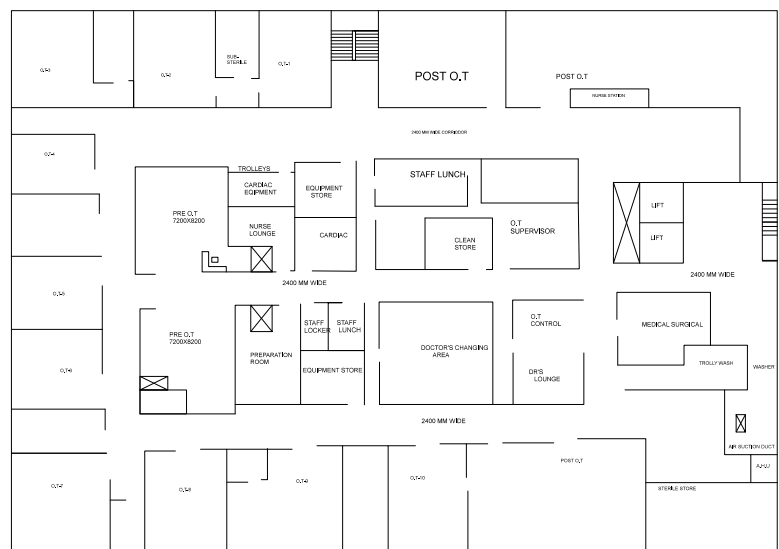 SUB-
STERILE
O.T-3
O.T-2
O.T-1
POST O.T
POST O.T
NURSE STATION
2400 MM WIDE CORRIODOR
O.T-4
TROLLEYS
CARDIAC
EQIPMENT
EQUIPMENT
STORE
STAFF LUNCH
PRE O.T
7200X8200
NURSE
LOUNGE
CARDIAC
CLEAN
STORE
O.T
SUPERVISOR
LIFT
LIFT
2400 MM WIDE
2400 MM WIDE
O.T-5
PRE O.T
7200X8200
STAFF
LOCKER
STAFF
LUNCH
O.T
CONTROL
MEDICAL SURGICAL
PREPARATION
ROOM
DOCTOR'S CHANGING
AREA
O.T-6
EQUIPMENT STORE
DR'S
LOUNGE
TROLLY WASH
WASHER
2400 MM WIDE
AIR SUCTION DUCT
POST O.T
A.H.U
O.T-7
O.T-8
O.T-9
O.T-10
STERILE STORE